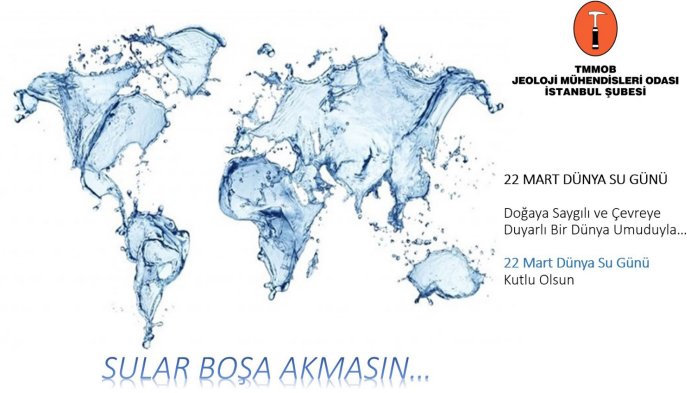 TMMOB
JEOLOJİ MÜHENDİSLERİ ODASI
İSTANBUL ŞUBESİ
22 MART DÜNYA SU GÜNÜ
Doğaya Saygılı ve Çevreye
Duyarlı Bir Dünya Umuduyla...
22 Mart Dünya Su Günü
Kutlu Olsun
SULAR BOŞA AKMASIN...